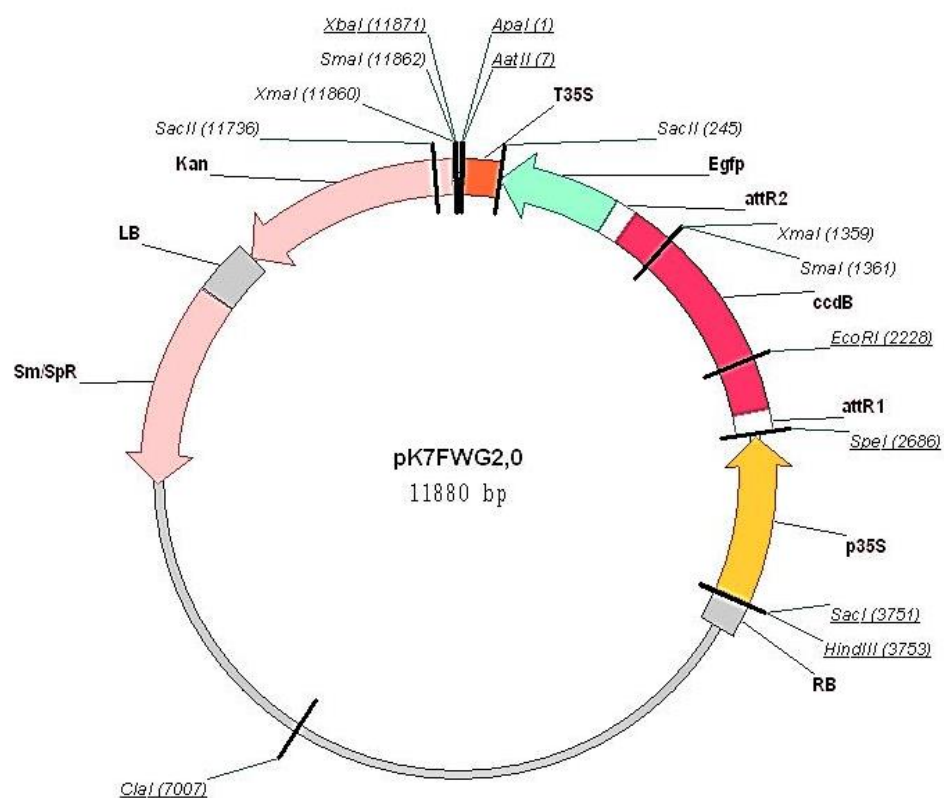 XbaI (11871)
ApaI (1)
SmaI (11862)
AatII (7)
XmaI (11860)
T35S
SacII (11736)
SacII (245)
Kan
Egfp
attR2
LB
XmaI (1359)
SmaI (1361)
ccdB
EcoRI (2228)
Sm/SpR
attR1
SpeI (2686)
pK7FWG2,0
11880 bp
p35S
SacI (3751)
HindIII (3753)
RB
ClaI (7007)